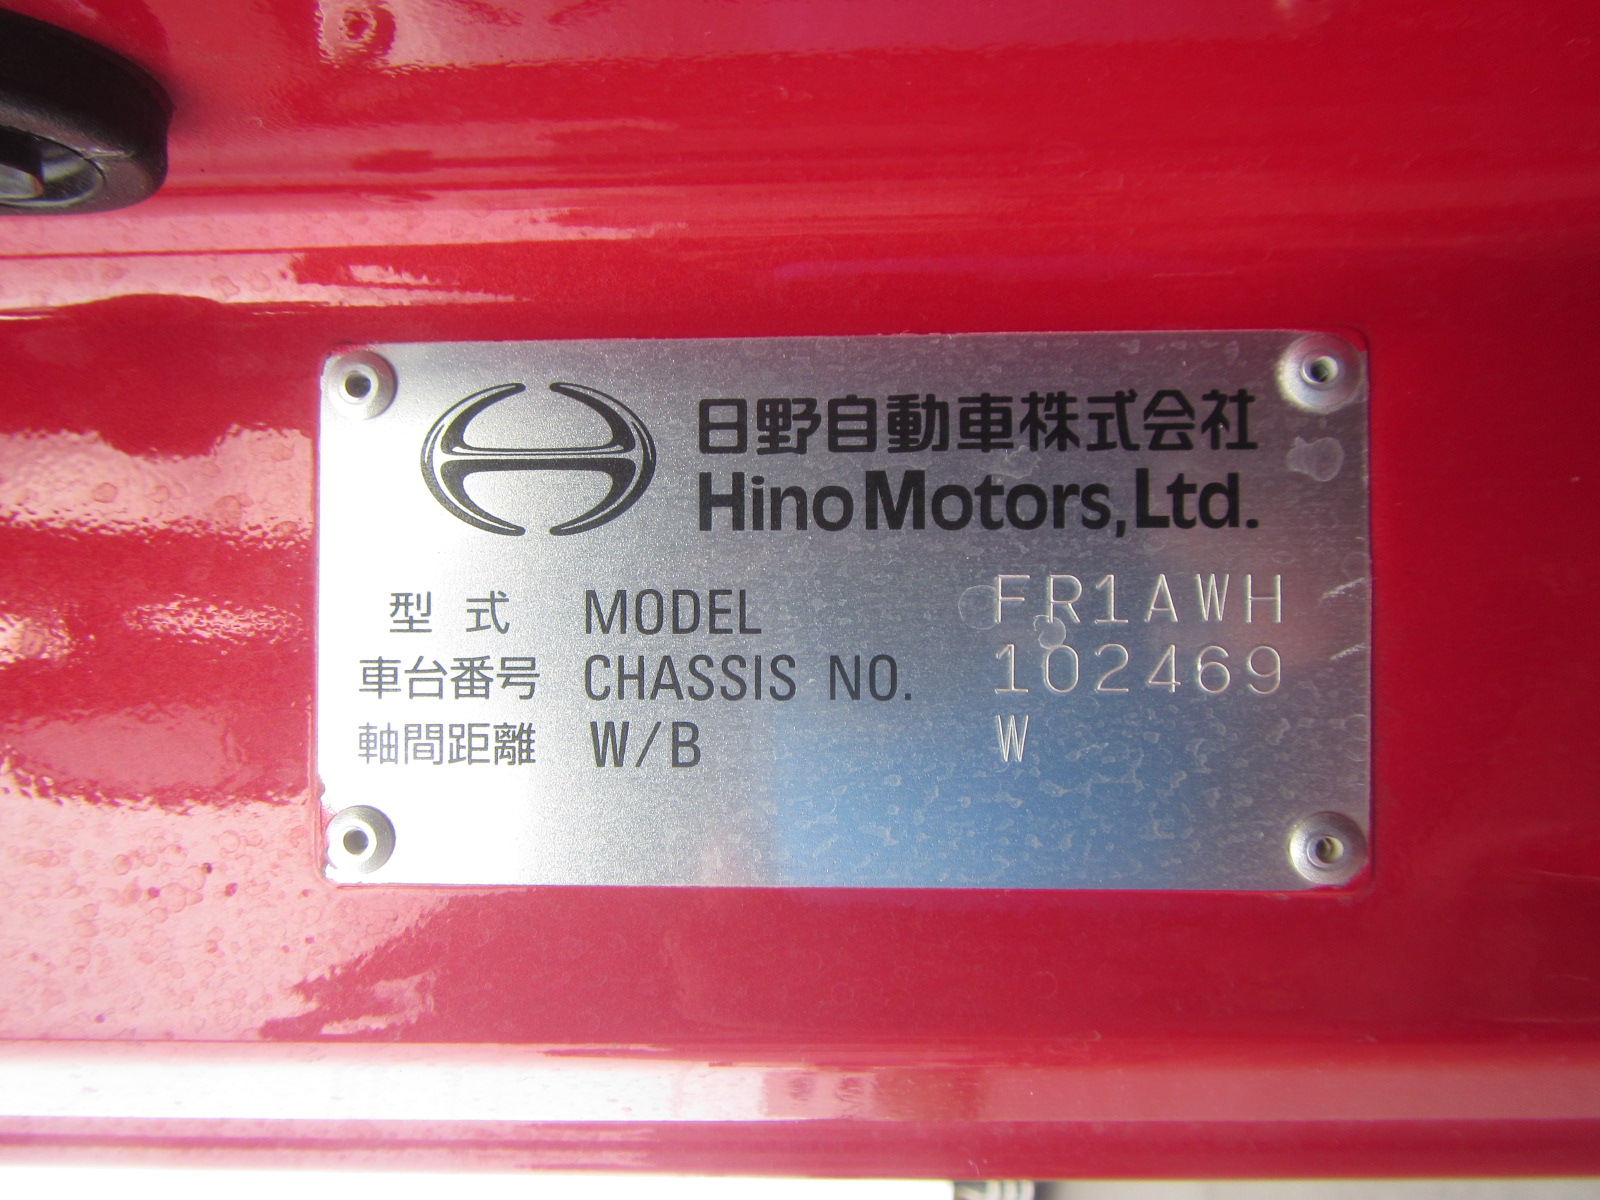 日野自動車株式会社
Hino Motors, Ltd.
型式 MODEL FR1AWH
車台番号 CHASSIS NO. 102469
軸間距離 W/B W